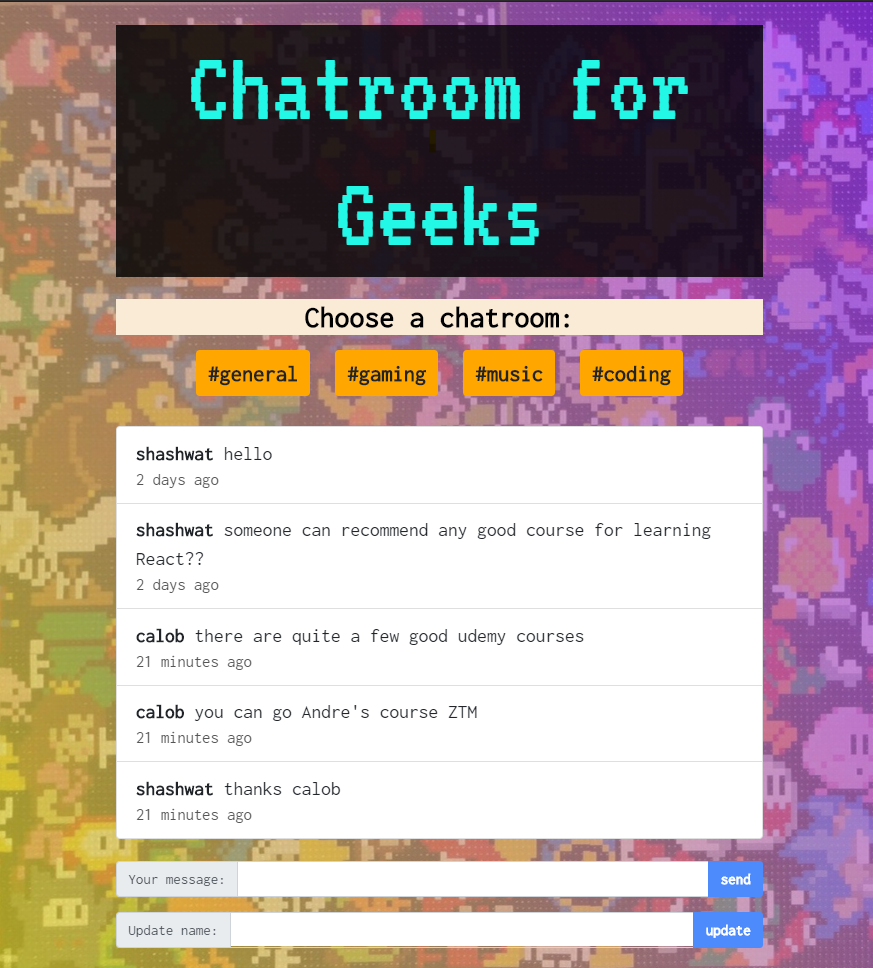 Chatroom for
Geeks
Choose a chatroom:
#general #gaming #music #coding
shashwat hello
2 days ago
shashwat someone can recommend any good course for learning
React??
2 days ago
calob there are quite a few good udemy courses
21 minutes ago
calob you can go Andre's course ZTM
21 minutes ago
shashwat thanks calob
21 minutes ago
Your message: send
Update name: update